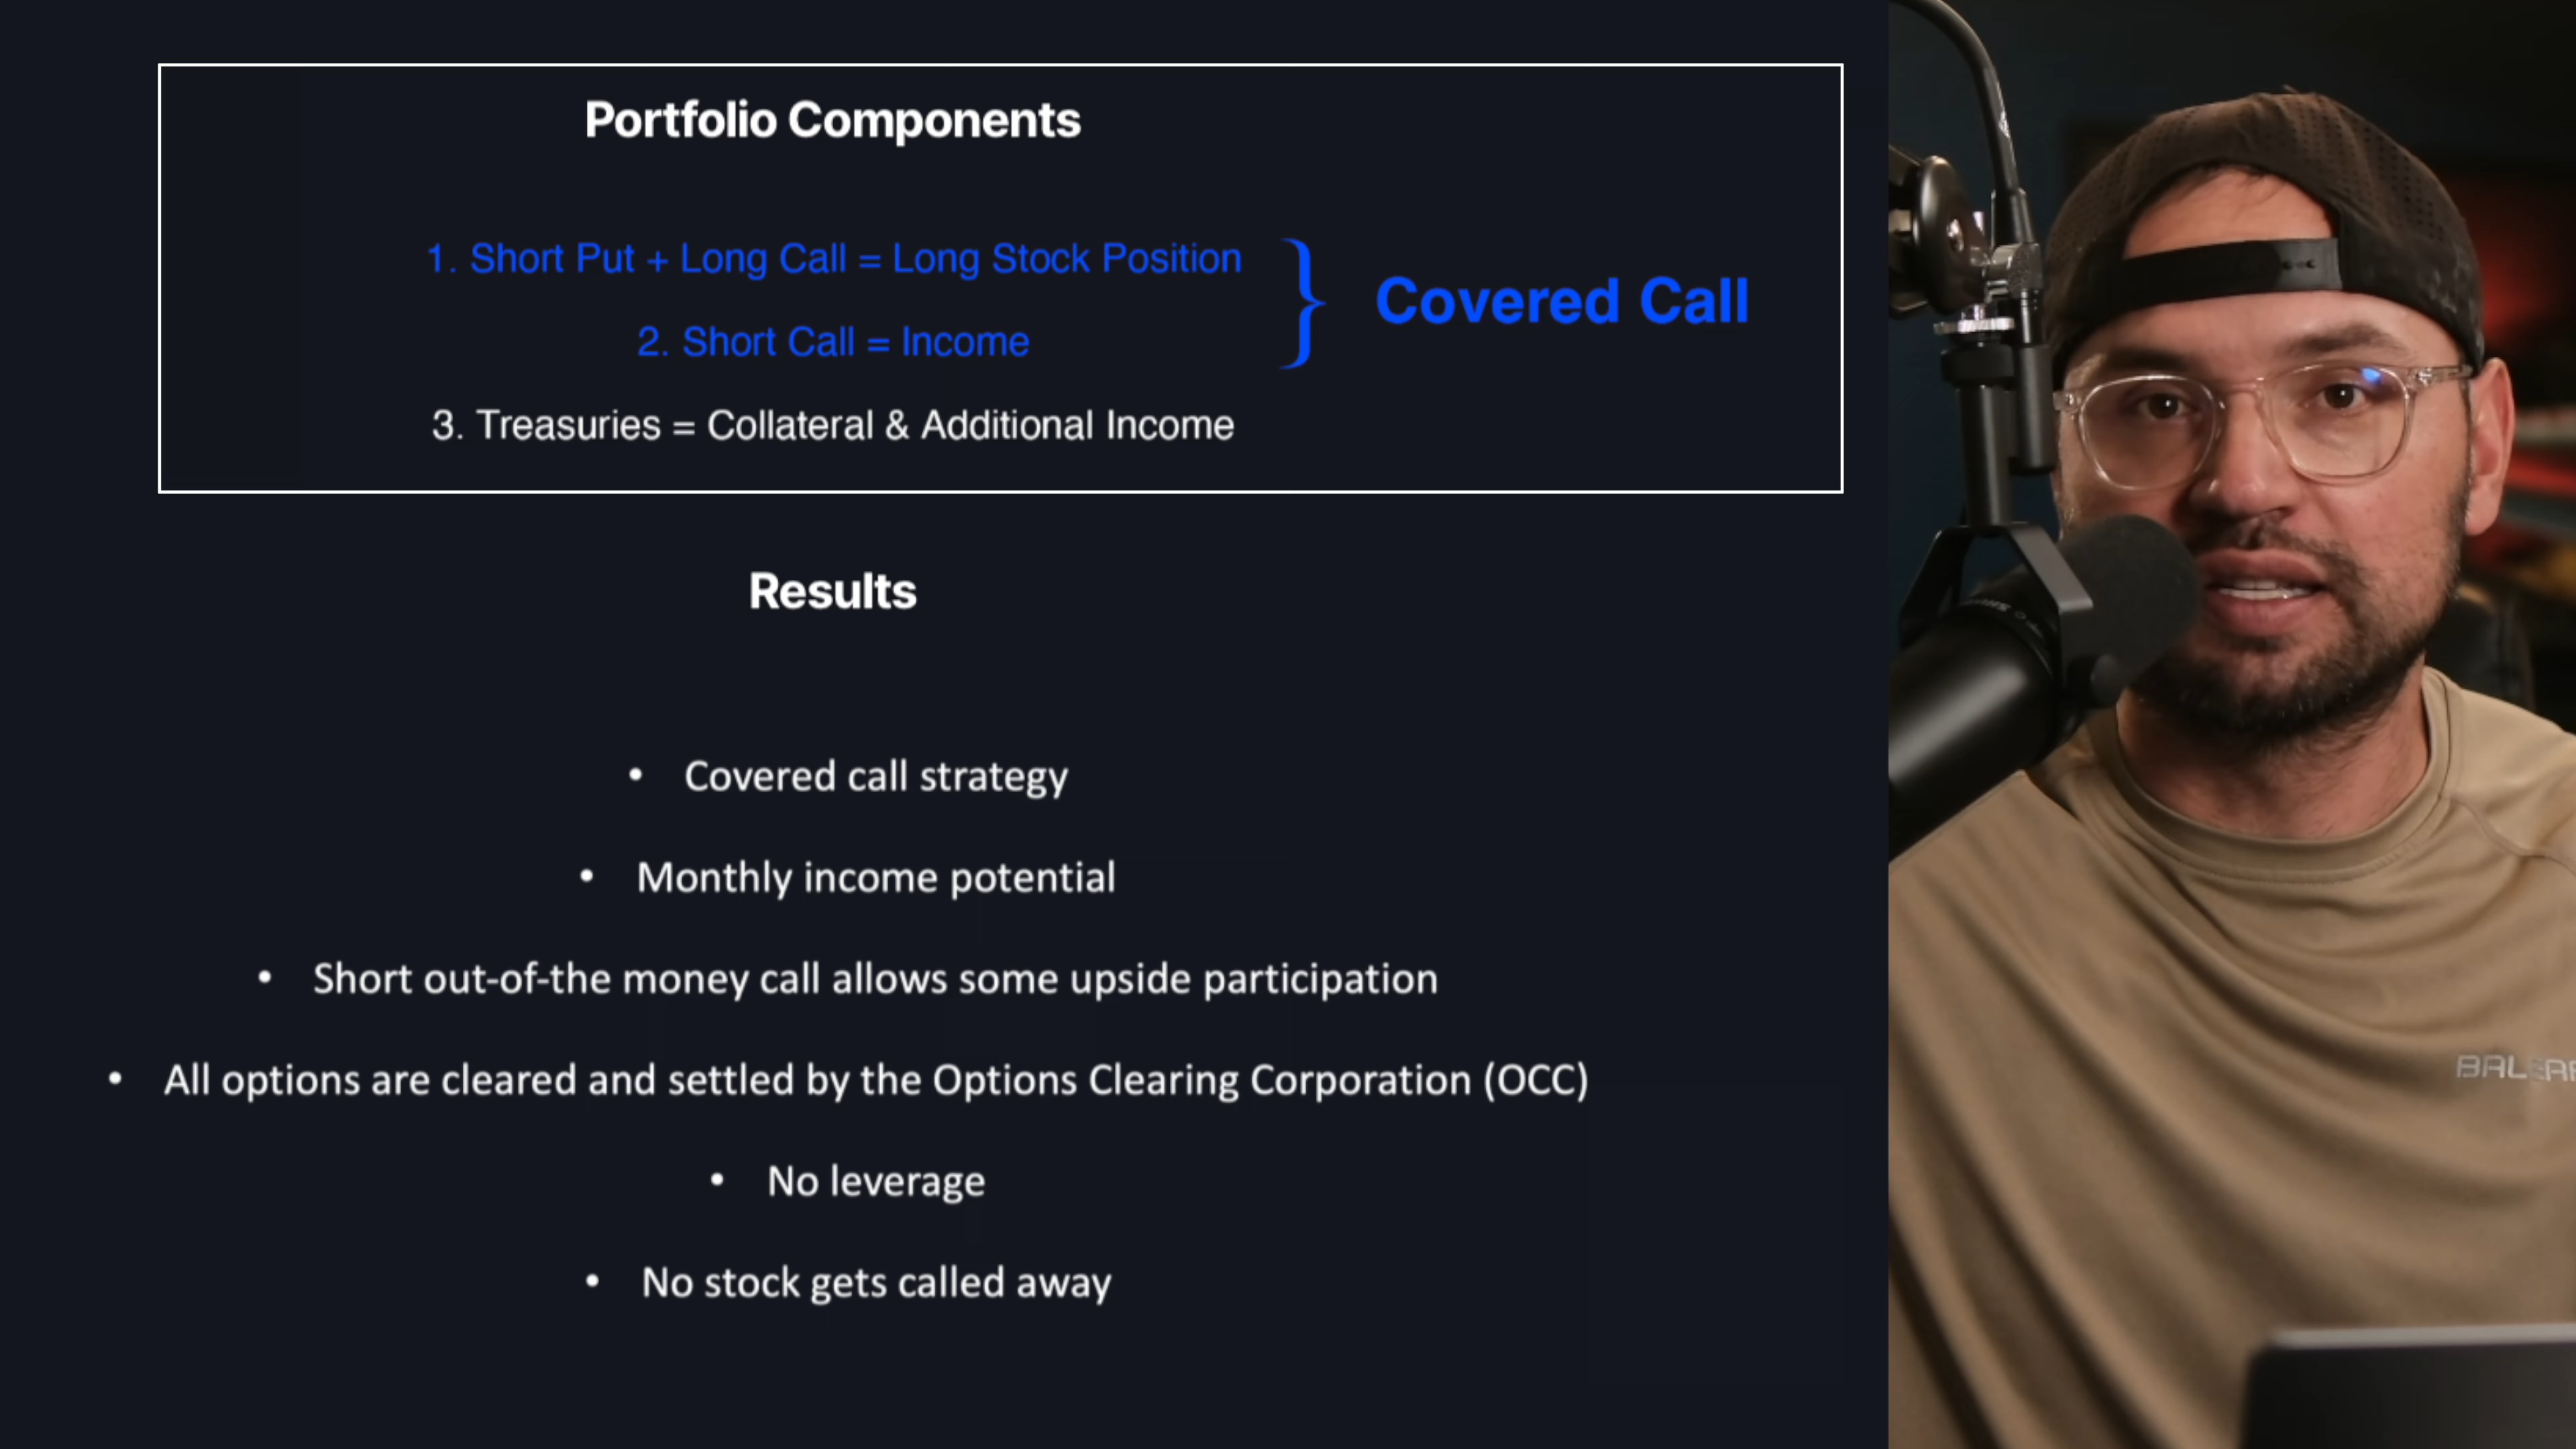 Portfolio Components
1. Short Put + Long Call = Long Stock Position
2. Short Call = Income
} Covered Call
3. Treasuries = Collateral & Additional Income
Results
• Covered call strategy
• Monthly income potential
• Short out-of-the money call allows some upside participation
• All options are cleared and settled by the Options Clearing Corporation (OCC)
• No leverage
• No stock gets called away